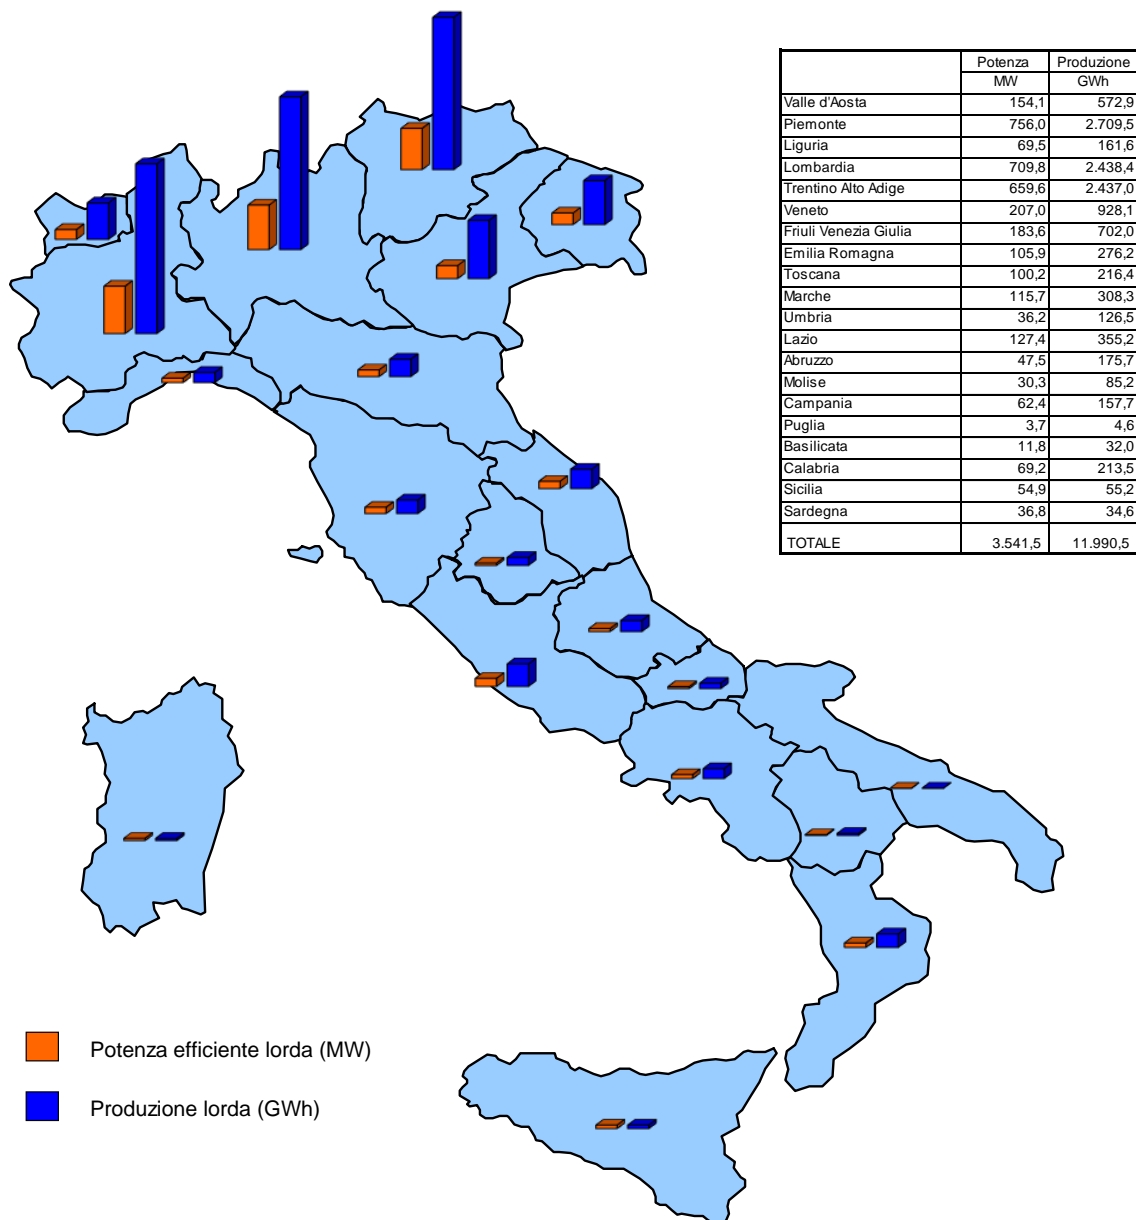 Potenza Produzione
MW GWh
Valle d'Aosta 154,1 572,9
Piemonte 756,0 2.709,5
Liguria 69,5 161,6
Lombardia 709,8 2.438,4
Trentino Alto Adige 659,6 2.437,0
Veneto 207,0 928,1
Friuli Venezia Giulia 183,6 702,0
Emilia Romagna 105,9 276,2
Toscana 100,2 216,4
Marche 115,7 308,3
Umbria 36,2 126,5
Lazio 127,4 355,2
Abruzzo 47,5 175,7
Molise 30,3 85,2
Campania 62,4 157,7
Puglia 3,7 4,6
Basilicata 11,8 32,0
Calabria 69,2 213,5
Sicilia 54,9 55,2
Sardegna 36,8 34,6
TOTALE 3.541,5 11.990,5
Potenza efficiente lorda (MW)
Produzione lorda (GWh)